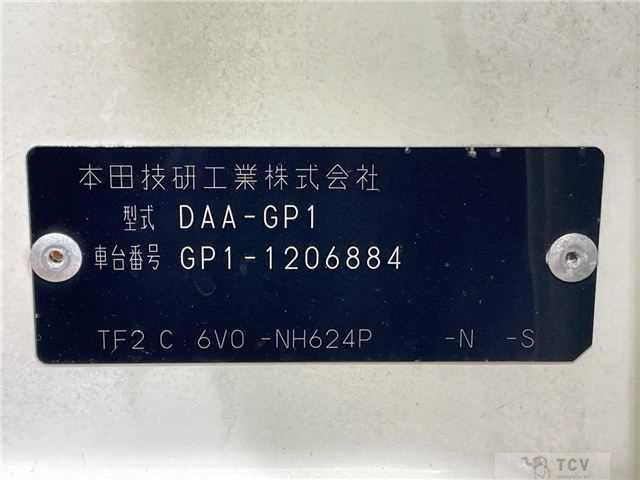 本田技研工業株式会社
型式 DAA-GP1
車台番号 GP1-1206884
TF2 C 6V0 -NH624P -N -S
TCV